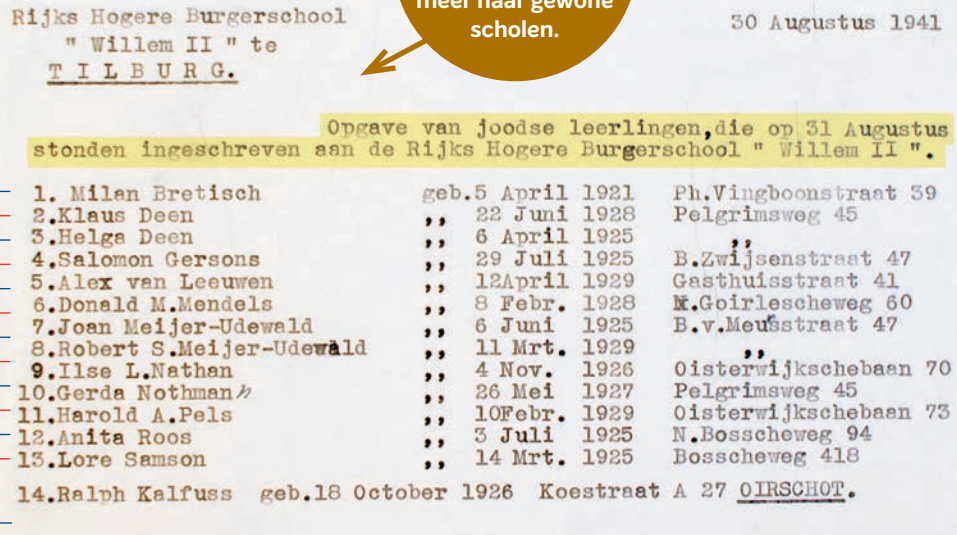 meer naar gewone
scholen.
Rijks Hogere Burgerschool
" Willem II " te
TILBURG.
30 Augustus 1941
Opgave van joodse leerlingen,die op 31 Augustus
stonden ingeschreven aan de Rijks Hogere Burgerschool " Willem II ".
1. Milan Bretisch geb.5 April 1921 Ph.Vingboonstraat 39
2.Klaus Deen ,, 22 Juni 1928 Pelgrimsweg 45
3.Helga Deen ,, 6 April 1925 ,,
4.Salomon Gersons ,, 29 Juli 1925 B.Zwijsenstraat 47
5.Alex van Leeuwen ,, 12April 1929 Gasthuisstraat 41
6.Donald M.Mendels ,, 8 Febr. 1928 N.Goirlescheweg 60
7.Joan Meijer-Udewald ,, 6 Juni 1925 B.v.Meusstraat 47
8.Robert S.Meijer-Udewald ,, 11 Mrt. 1929 ,,
9.Ilse L.Nathan ,, 4 Nov. 1926 Oisterwijkschebaan 70
10.Gerda Nothmann ,, 26 Mei 1927 Pelgrimsweg 45
11.Harold A.Pels ,, 10Febr. 1929 Oisterwijkschebaan 73
12.Anita Roos ,, 3 Juli 1925 N.Bosscheweg 94
13.Lore Samson ,, 14 Mrt. 1925 Bosscheweg 418
14.Ralph Kalfuss geb.18 October 1926 Koestraat A 27 OIRSCHOT.